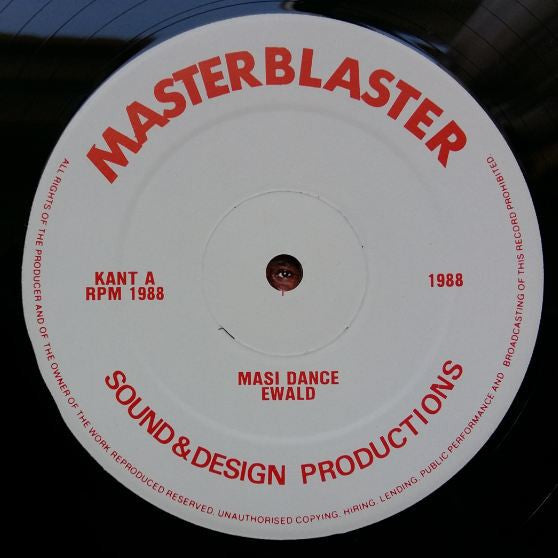 MASTERBLASTER
KANT A
RPM 1988
1988
MASI DANCE
EWALD
SOUND & DESIGN PRODUCTIONS
ALL RIGHTS OF THE PRODUCER AND OF THE OWNER OF THE WORK REPRODUCED RESERVED. UNAUTHORISED COPYING, HIRING, LENDING, PUBLIC PERFORMANCE AND BROADCASTING OF THIS RECORD PROHIBITED.